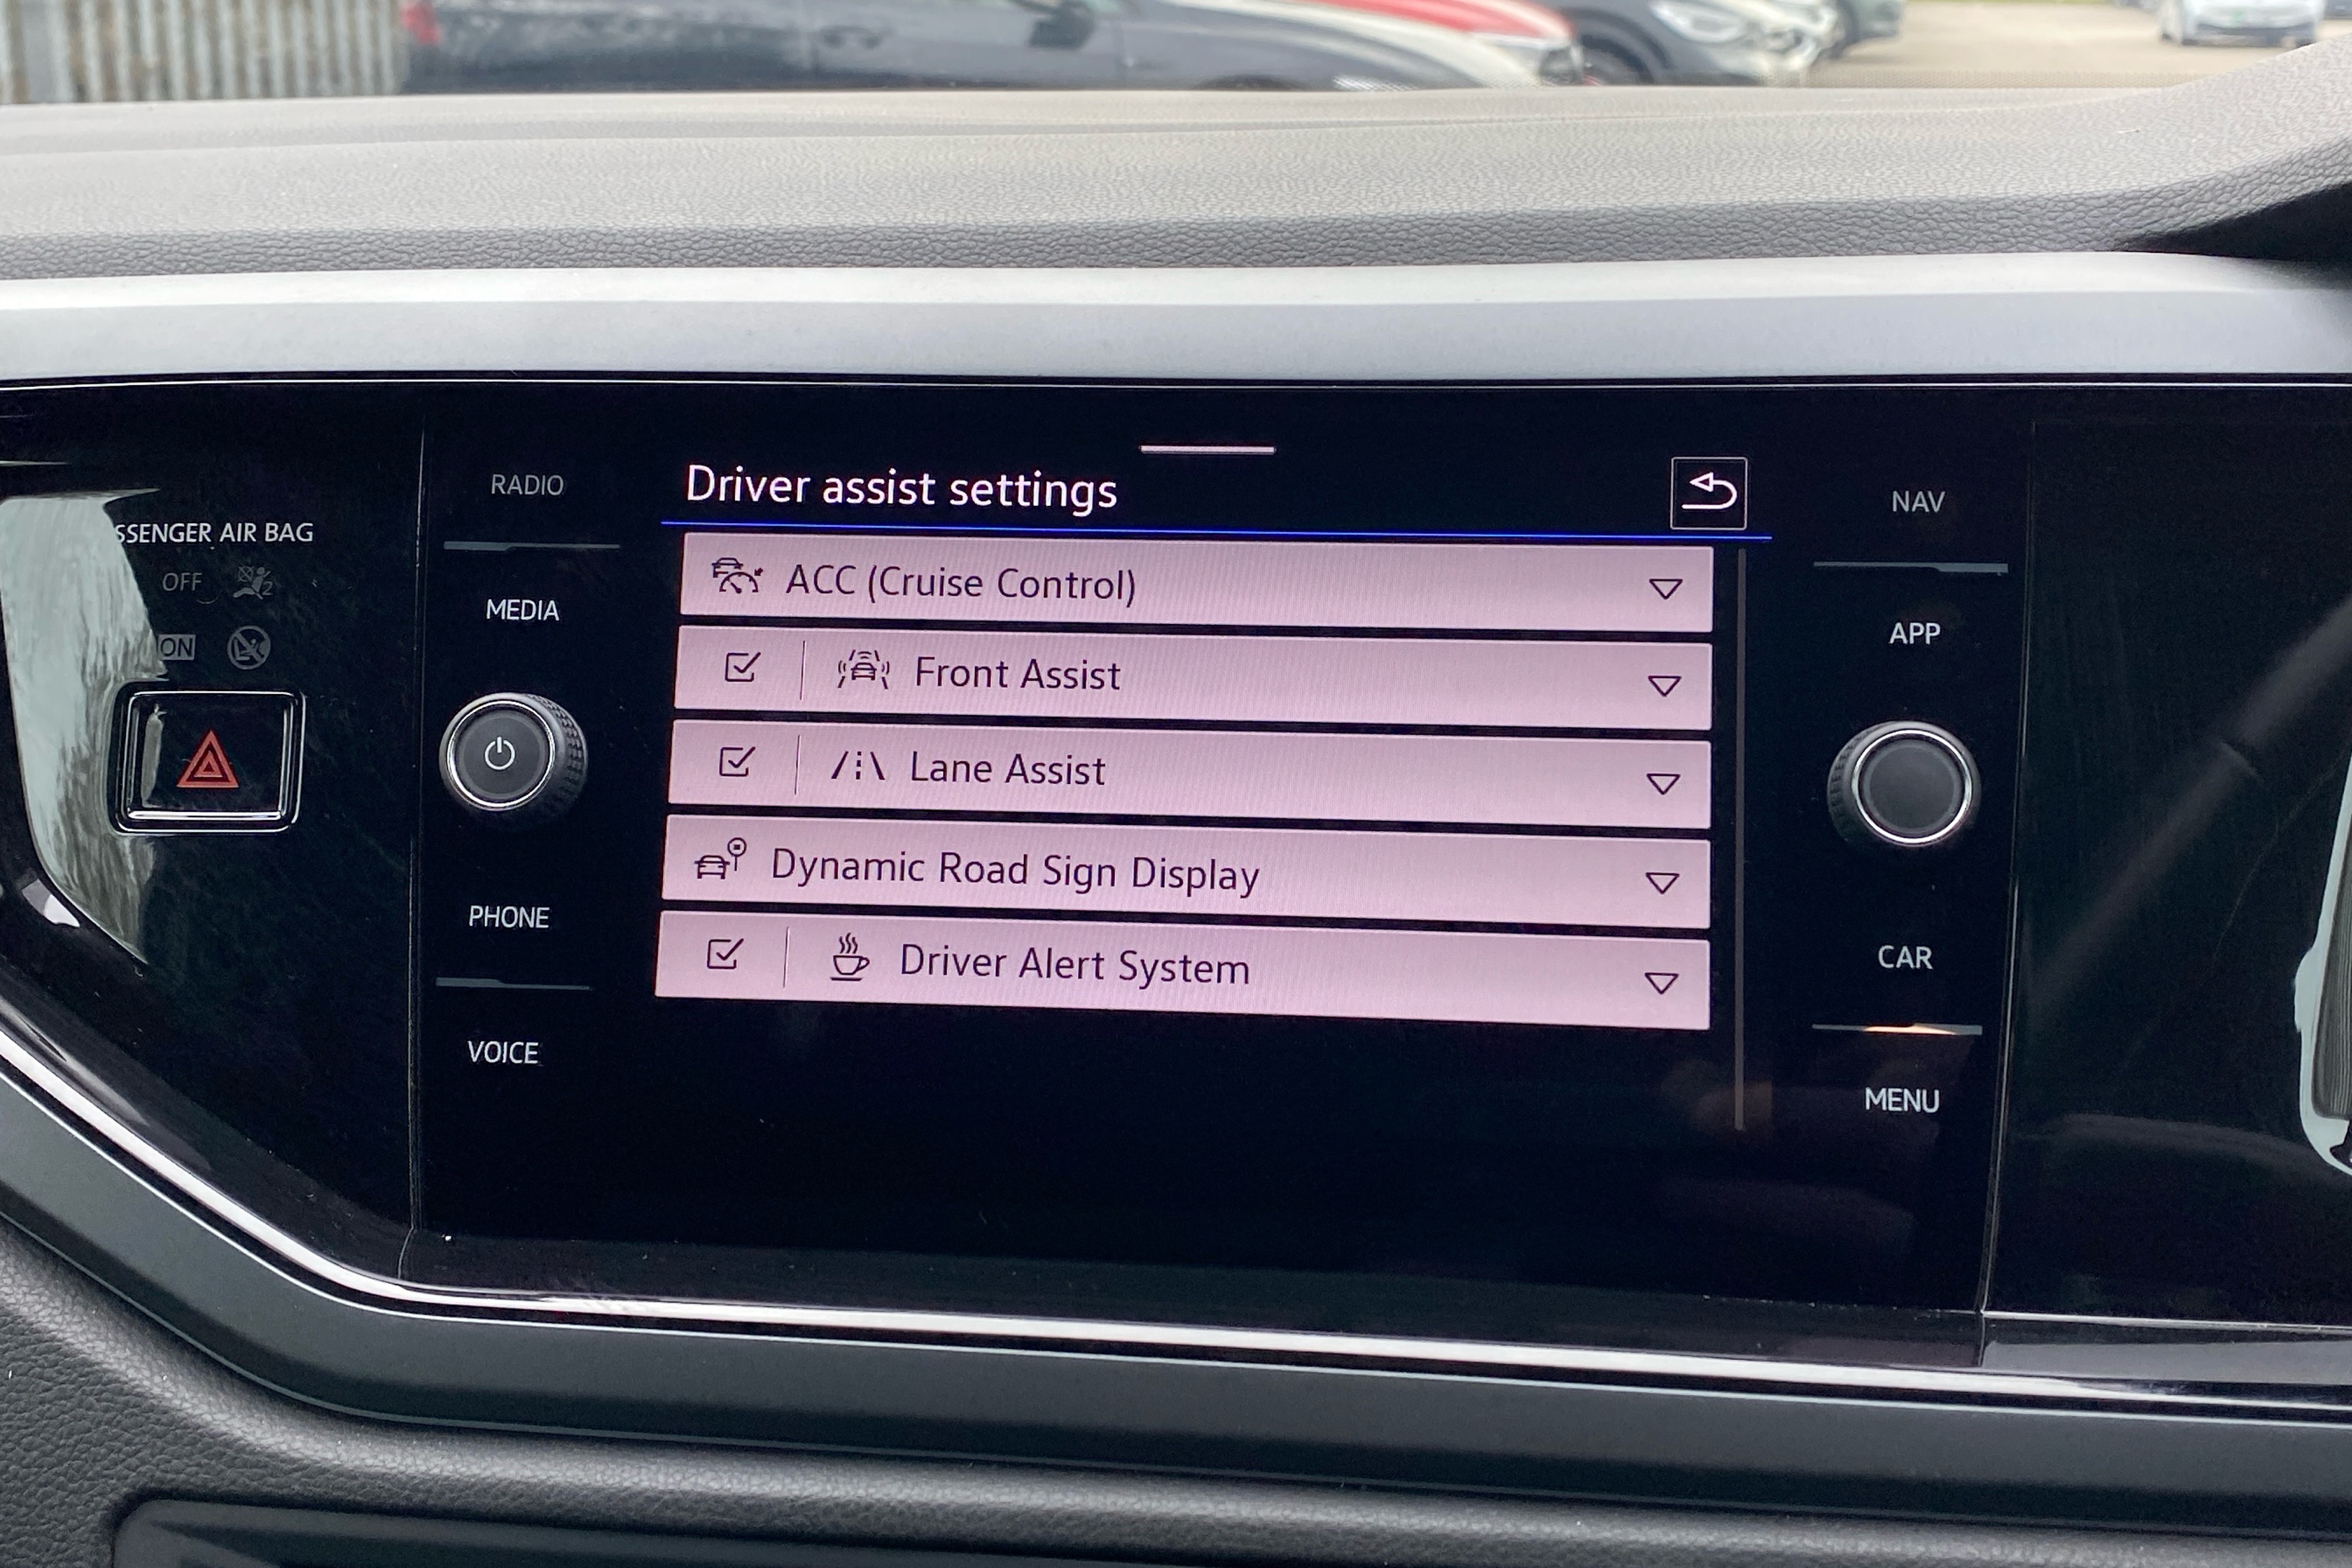 SSENGER AIR BAG
OFF
2
ON
RADIO
MEDIA
PHONE
VOICE
Driver assist settings
ACC (Cruise Control)
Front Assist
Lane Assist
Dynamic Road Sign Display
Driver Alert System
NAV
APP
CAR
MENU